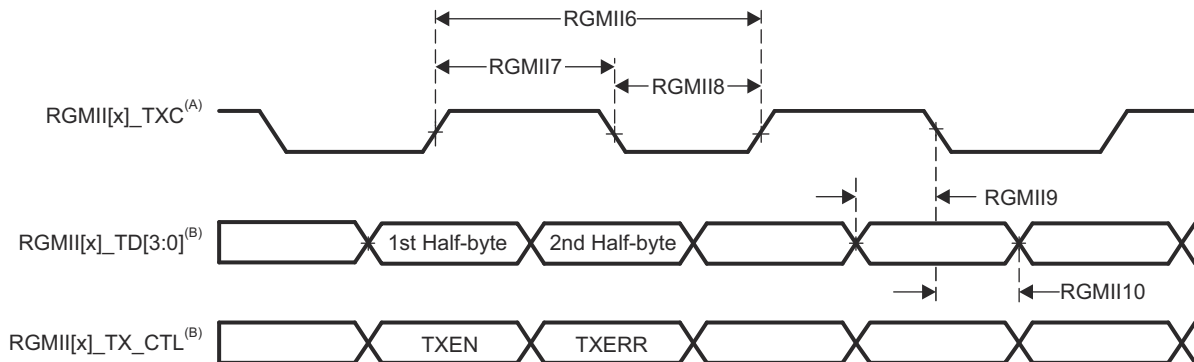 RGMII6
RGMII7
RGMII8
RGMII[x]_TXC(A)
RGMII9
RGMII[x]_TD[3:0](B)
1st Half-byte
2nd Half-byte
RGMII10
RGMII[x]_TX_CTL(B)
TXEN
TXERR